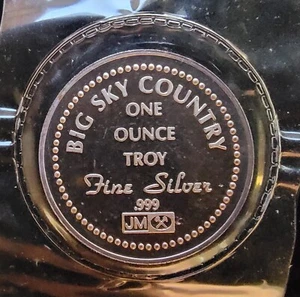 BIG SKY COUNTRY
ONE
OUNCE
TROY
Fine Silver
.999
JM